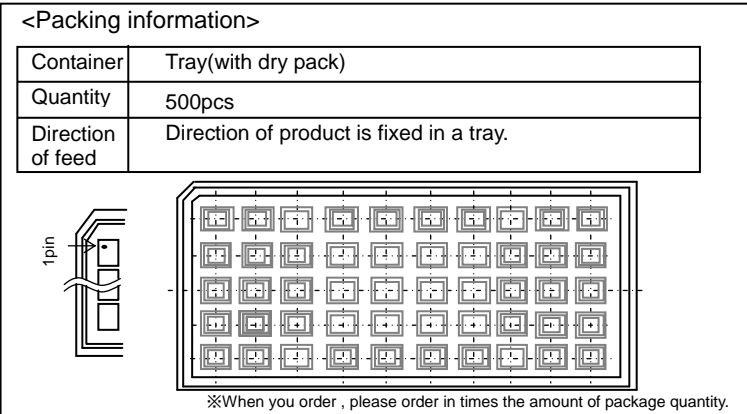 <Packing information>
Container Tray(with dry pack)
Quantity 500pcs
Direction of feed Direction of product is fixed in a tray.
1pin
※When you order , please order in times the amount of package quantity.